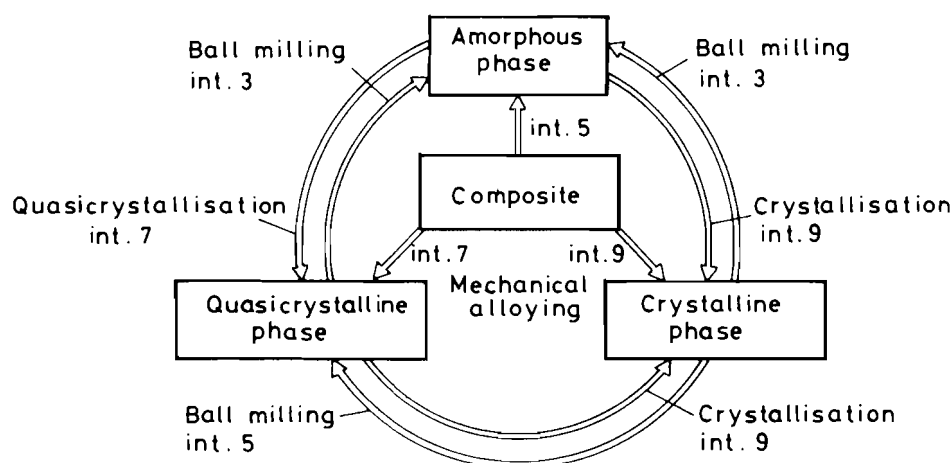 Ball milling
int. 3
Amorphous
phase
Ball milling
int. 3
int. 5
Composite
Quasicrystallisation
int. 7
Crystallisation
int. 9
int. 7
int. 9
Mechanical
alloying
Quasicrystalline
phase
Crystalline
phase
Ball milling
int. 5
Crystallisation
int. 9